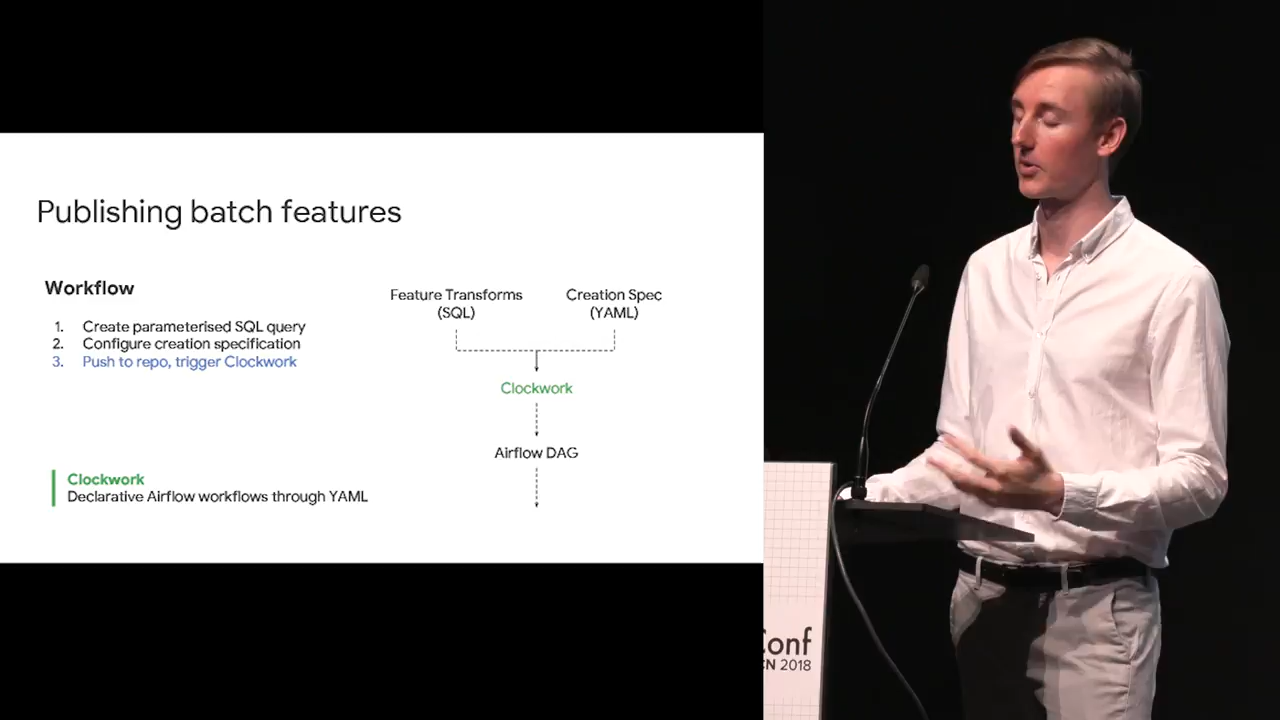 Publishing batch features
Workflow
1. Create parameterised SQL query
2. Configure creation specification
3. Push to repo, trigger Clockwork
Clockwork
Declarative Airflow workflows through YAML
Feature Transforms
(SQL)
Creation Spec
(YAML)
Clockwork
Airflow DAG
Conf
2018